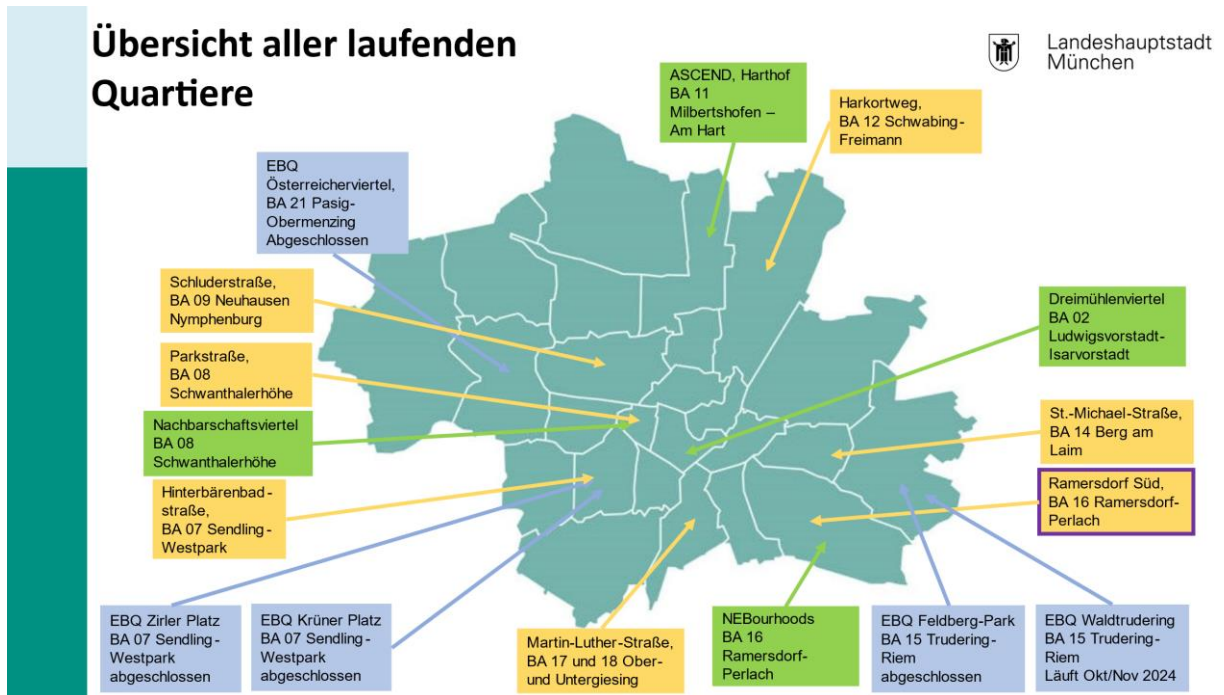 Übersicht aller laufenden
Quartiere
Landeshauptstadt
München
ASCEND, Harthof
BA 11
Milbertshofen –
Am Hart
Harkortweg,
BA 12 Schwabing-
Freimann
EBQ
Österreicherviertel,
BA 21 Pasig-
Obermenzing
Abgeschlossen
Schluderstraße,
BA 09 Neuhausen
Nymphenburg
Dreimühlenviertel
BA 02
Ludwigsvorstadt-
Isarvorstadt
Parkstraße,
BA 08
Schwanthalerhöhe
Nachbarschaftsviertel
BA 08
Schwanthalerhöhe
St.-Michael-Straße,
BA 14 Berg am
Laim
Hinterbärenbad-
straße,
BA 07 Sendling-
Westpark
Ramersdorf Süd,
BA 16 Ramersdorf-
Perlach
EBQ Zirler Platz
BA 07 Sendling-
Westpark
abgeschlossen
EBQ Krüner Platz
BA 07 Sendling-
Westpark
abgeschlossen
Martin-Luther-Straße,
BA 17 und 18 Ober-
und Untergiesing
NEBourhoods
BA 16
Ramersdorf-
Perlach
EBQ Feldberg-Park
BA 15 Trudering-
Riem
abgeschlossen
EBQ Waldtrudering
BA 15 Trudering-
Riem
Läuft Okt/Nov 2024